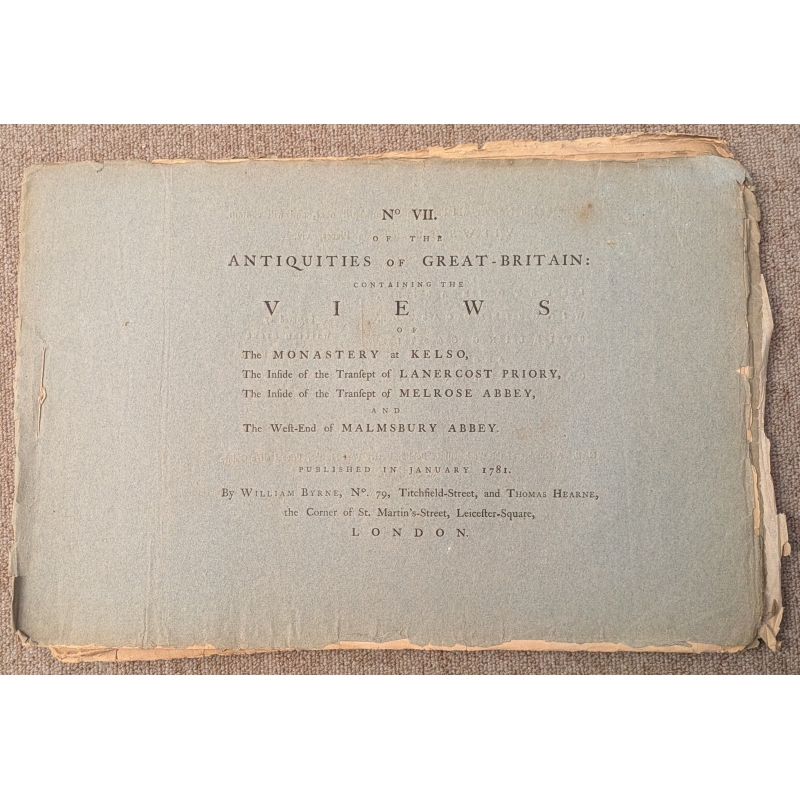 Nº VII.
OF THE
ANTIQUITIES OF GREAT-BRITAIN:
CONTAINING THE
VIEWS
OF
The MONASTERY at KELSO,
The Inſide of the Tranſept of LANERCOST PRIORY,
The Inſide of the Tranſept of MELROSE ABBEY,
AND
The Weſt-End of MALMSBURY ABBEY.
PUBLISHED IN JANUARY 1781.
By WILLIAM BYRNE, Nº. 79, Titchfield-Street, and THOMAS HEARNE,
the Corner of St. Martin's-Street, Leiceſter-Square,
LONDON.